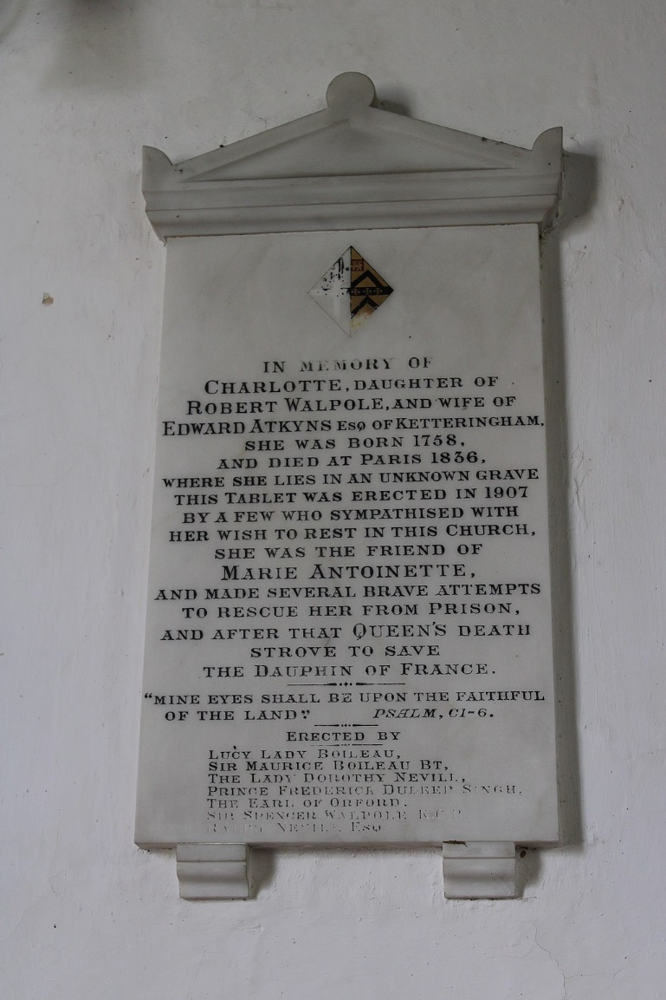 IN MEMORY OF
CHARLOTTE, DAUGHTER OF
ROBERT WALPOLE, AND WIFE OF
EDWARD ATKYNS ESQ OF KETTERINGHAM,
SHE WAS BORN 1758,
AND DIED AT PARIS 1836,
WHERE SHE LIES IN AN UNKNOWN GRAVE
THIS TABLET WAS ERECTED IN 1907
BY A FEW WHO SYMPATHISED WITH
HER WISH TO REST IN THIS CHURCH,
SHE WAS THE FRIEND OF
MARIE ANTOINETTE,
AND MADE SEVERAL BRAVE ATTEMPTS
TO RESCUE HER FROM PRISON,
AND AFTER THAT QUEEN'S DEATH
STROVE TO SAVE
THE DAUPHIN OF FRANCE.
"MINE EYES SHALL BE UPON THE FAITHFUL
OF THE LAND." PSALM, CI-6.
ERECTED BY
LUCY LADY BOILEAU,
SIR MAURICE BOILEAU BT,
THE LADY DOROTHY NEVILL,
PRINCE FREDERICK DULEEP SINGH,
THE EARL OF ORFORD.
SIR SPENCER WALPOLE K.C.B.
RALPH NEVILL ESQ